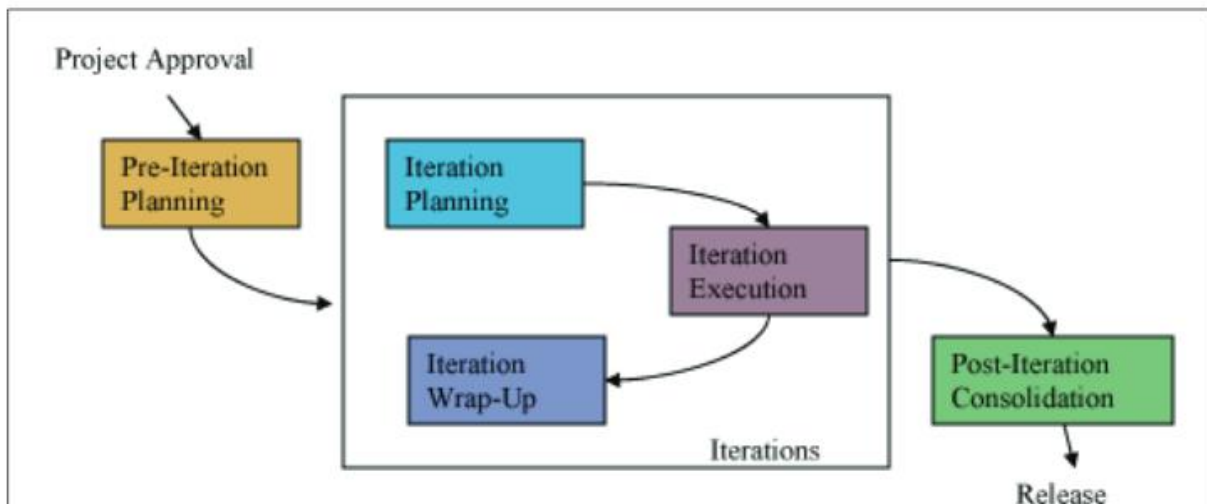 Project Approval
Pre-Iteration
Planning
Iteration
Planning
Iteration
Execution
Iteration
Wrap-Up
Iterations
Post-Iteration
Consolidation
Release